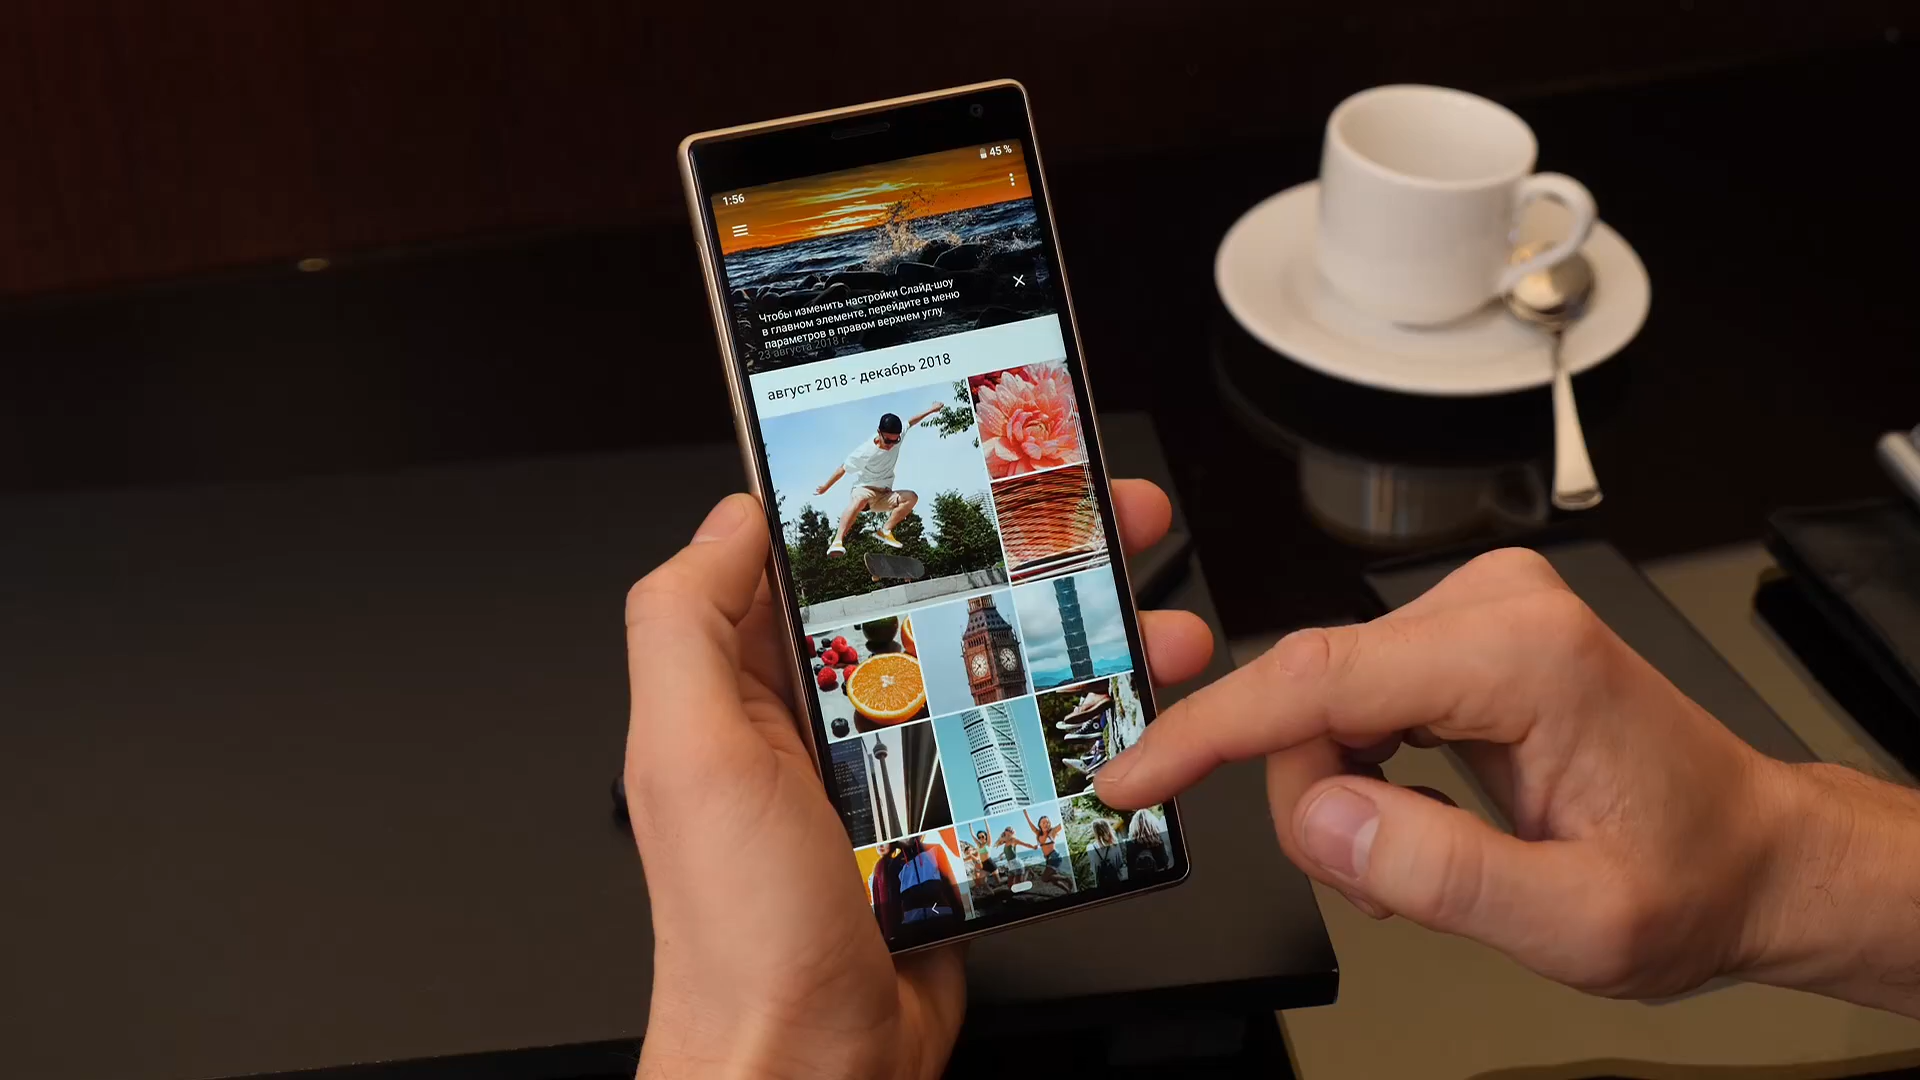 45 %
1:56
Чтобы изменить настройки Слайд-шоу
в главном элементе, перейдите в меню
параметров в правом верхнем углу.
23 августа 2018 г.
август 2018 - декабрь 2018